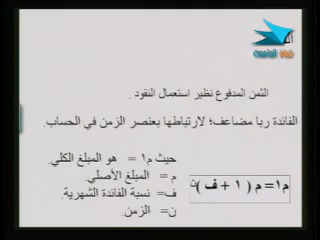 الثمن المدفوع نظير استعمال النقود .
الفائدة ربا مضاعف؛ لارتباطها بعنصر الزمن في الحساب.
حيث م١ = هو المبلغ الكلي.
م = المبلغ الأصلي.
ف= نسبة الفائدة الشهرية.
ن= الزمن.
م١= م ( ١ + ف )ن